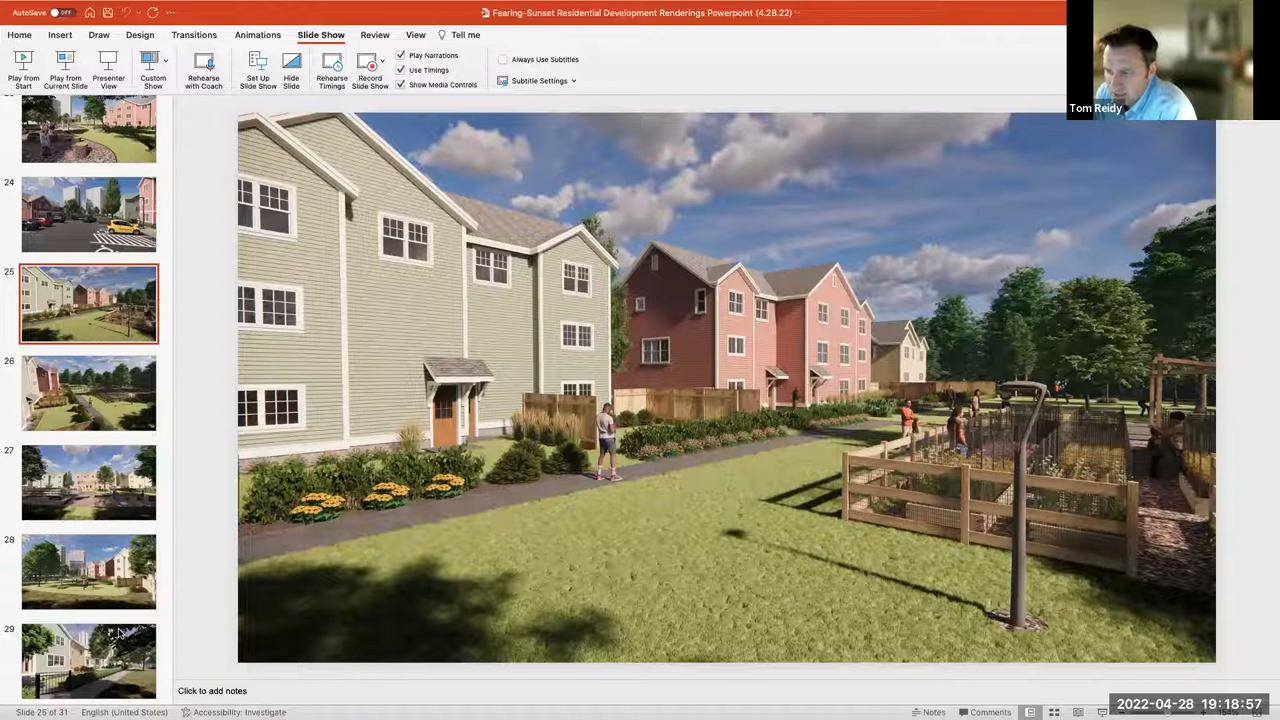 AutoSave OFF
Fearing-Sunset Residential Development Renderings Powerpoint (4.28.22)
Home Insert Draw Design Transitions Animations Slide Show Review View Tell me
Play from Start
Play from Current Slide
Presenter View
Custom Show
Rehearse with Coach
Set Up Slide Show
Hide Slide
Rehearse Timings
Record Slide Show
Play Narrations
Use Timings
Show Media Controls
Always Use Subtitles
Subtitle Settings
Tom Reidy
24
25
26
27
28
29
Click to add notes
Slide 25 of 31 English (United States) Accessibility: Investigate
Notes Comments
2022-04-28 19:18:57